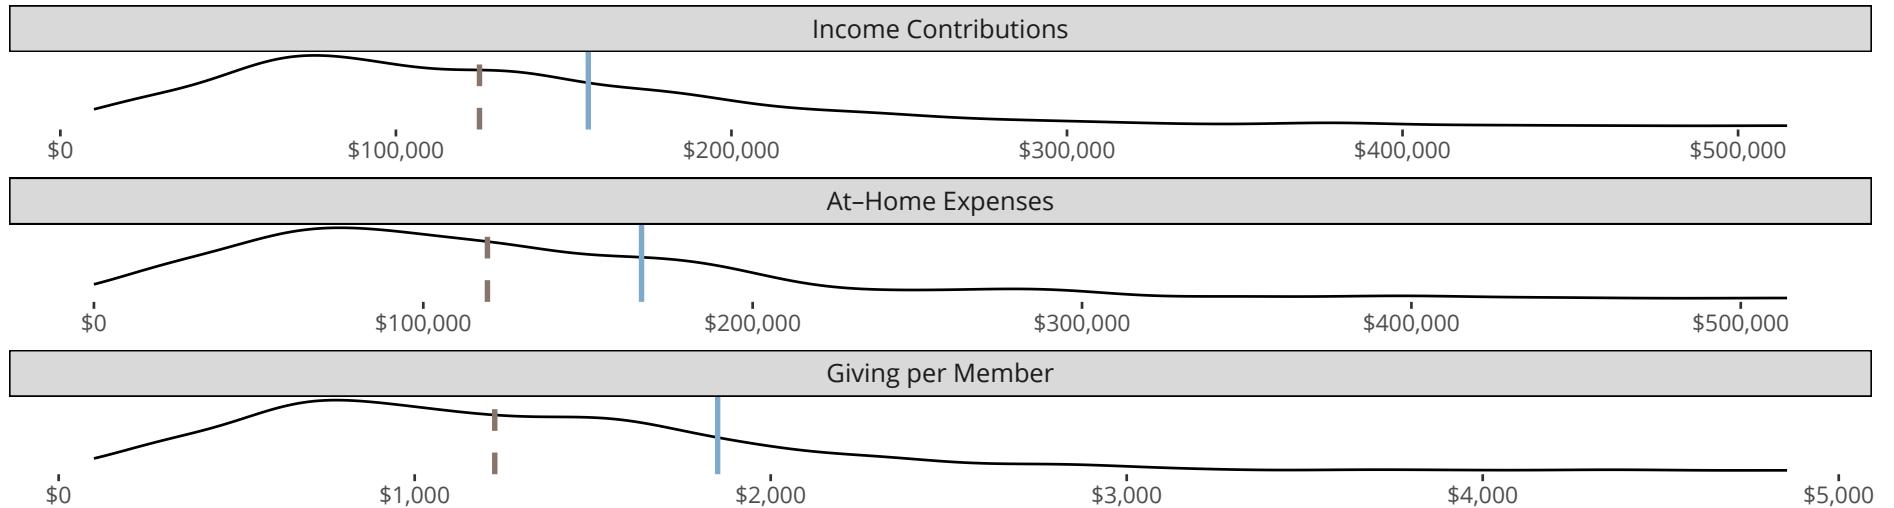 Income Contributions
$0 $100,000 $200,000 $300,000 $400,000 $500,000
At–Home Expenses
$0 $100,000 $200,000 $300,000 $400,000 $500,000
Giving per Member
$0 $1,000 $2,000 $3,000 $4,000 $5,000